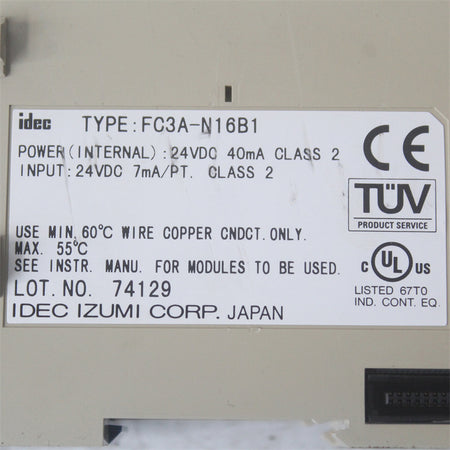 idec TYPE:FC3A-N16B1
POWER(INTERNAL):24VDC 40mA CLASS 2
INPUT:24VDC 7mA/PT. CLASS 2
CE
TÜV
PRODUCT SERVICE
USE MIN.60°C WIRE COPPER CNDCT.ONLY.
MAX. 55°C
SEE INSTR. MANU. FOR MODULES TO BE USED.
C UL US
LISTED 67T0
IND. CONT. EQ.
LOT.NO. 74129
IDEC IZUMI CORP. JAPAN